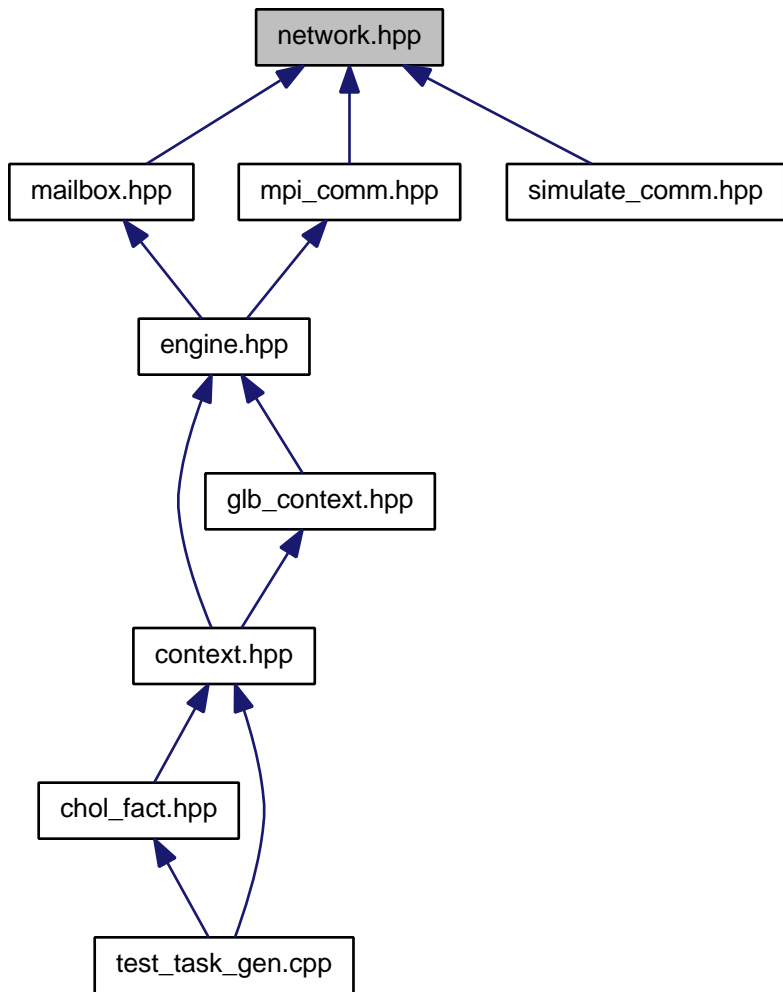 network.hpp
mailbox.hpp
mpi_comm.hpp
simulate_comm.hpp
engine.hpp
glb_context.hpp
context.hpp
chol_fact.hpp
test_task_gen.cpp